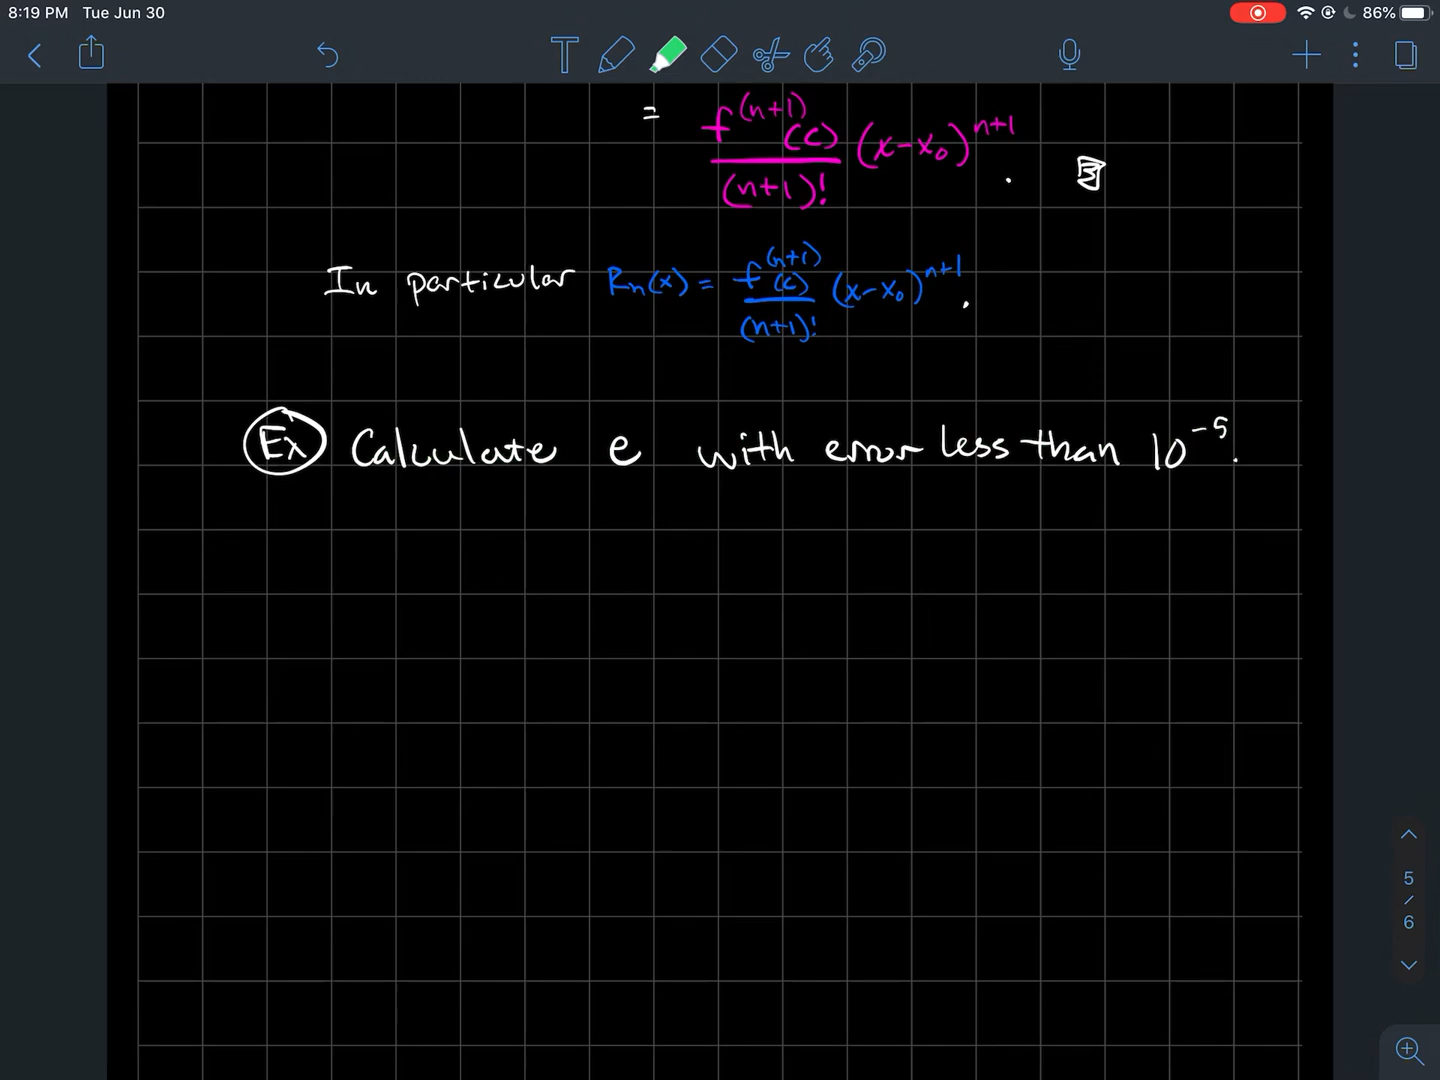 8:19 PM Tue Jun 30 86%
= f^(n+1)(c) / (n+1)! (x-x₀)^n+1 .
In particular Rn(x) = f^(n+1)(c) / (n+1)! (x-x₀)^n+1 .
Ex Calculate e with error less than 10^-5.
5
/
6